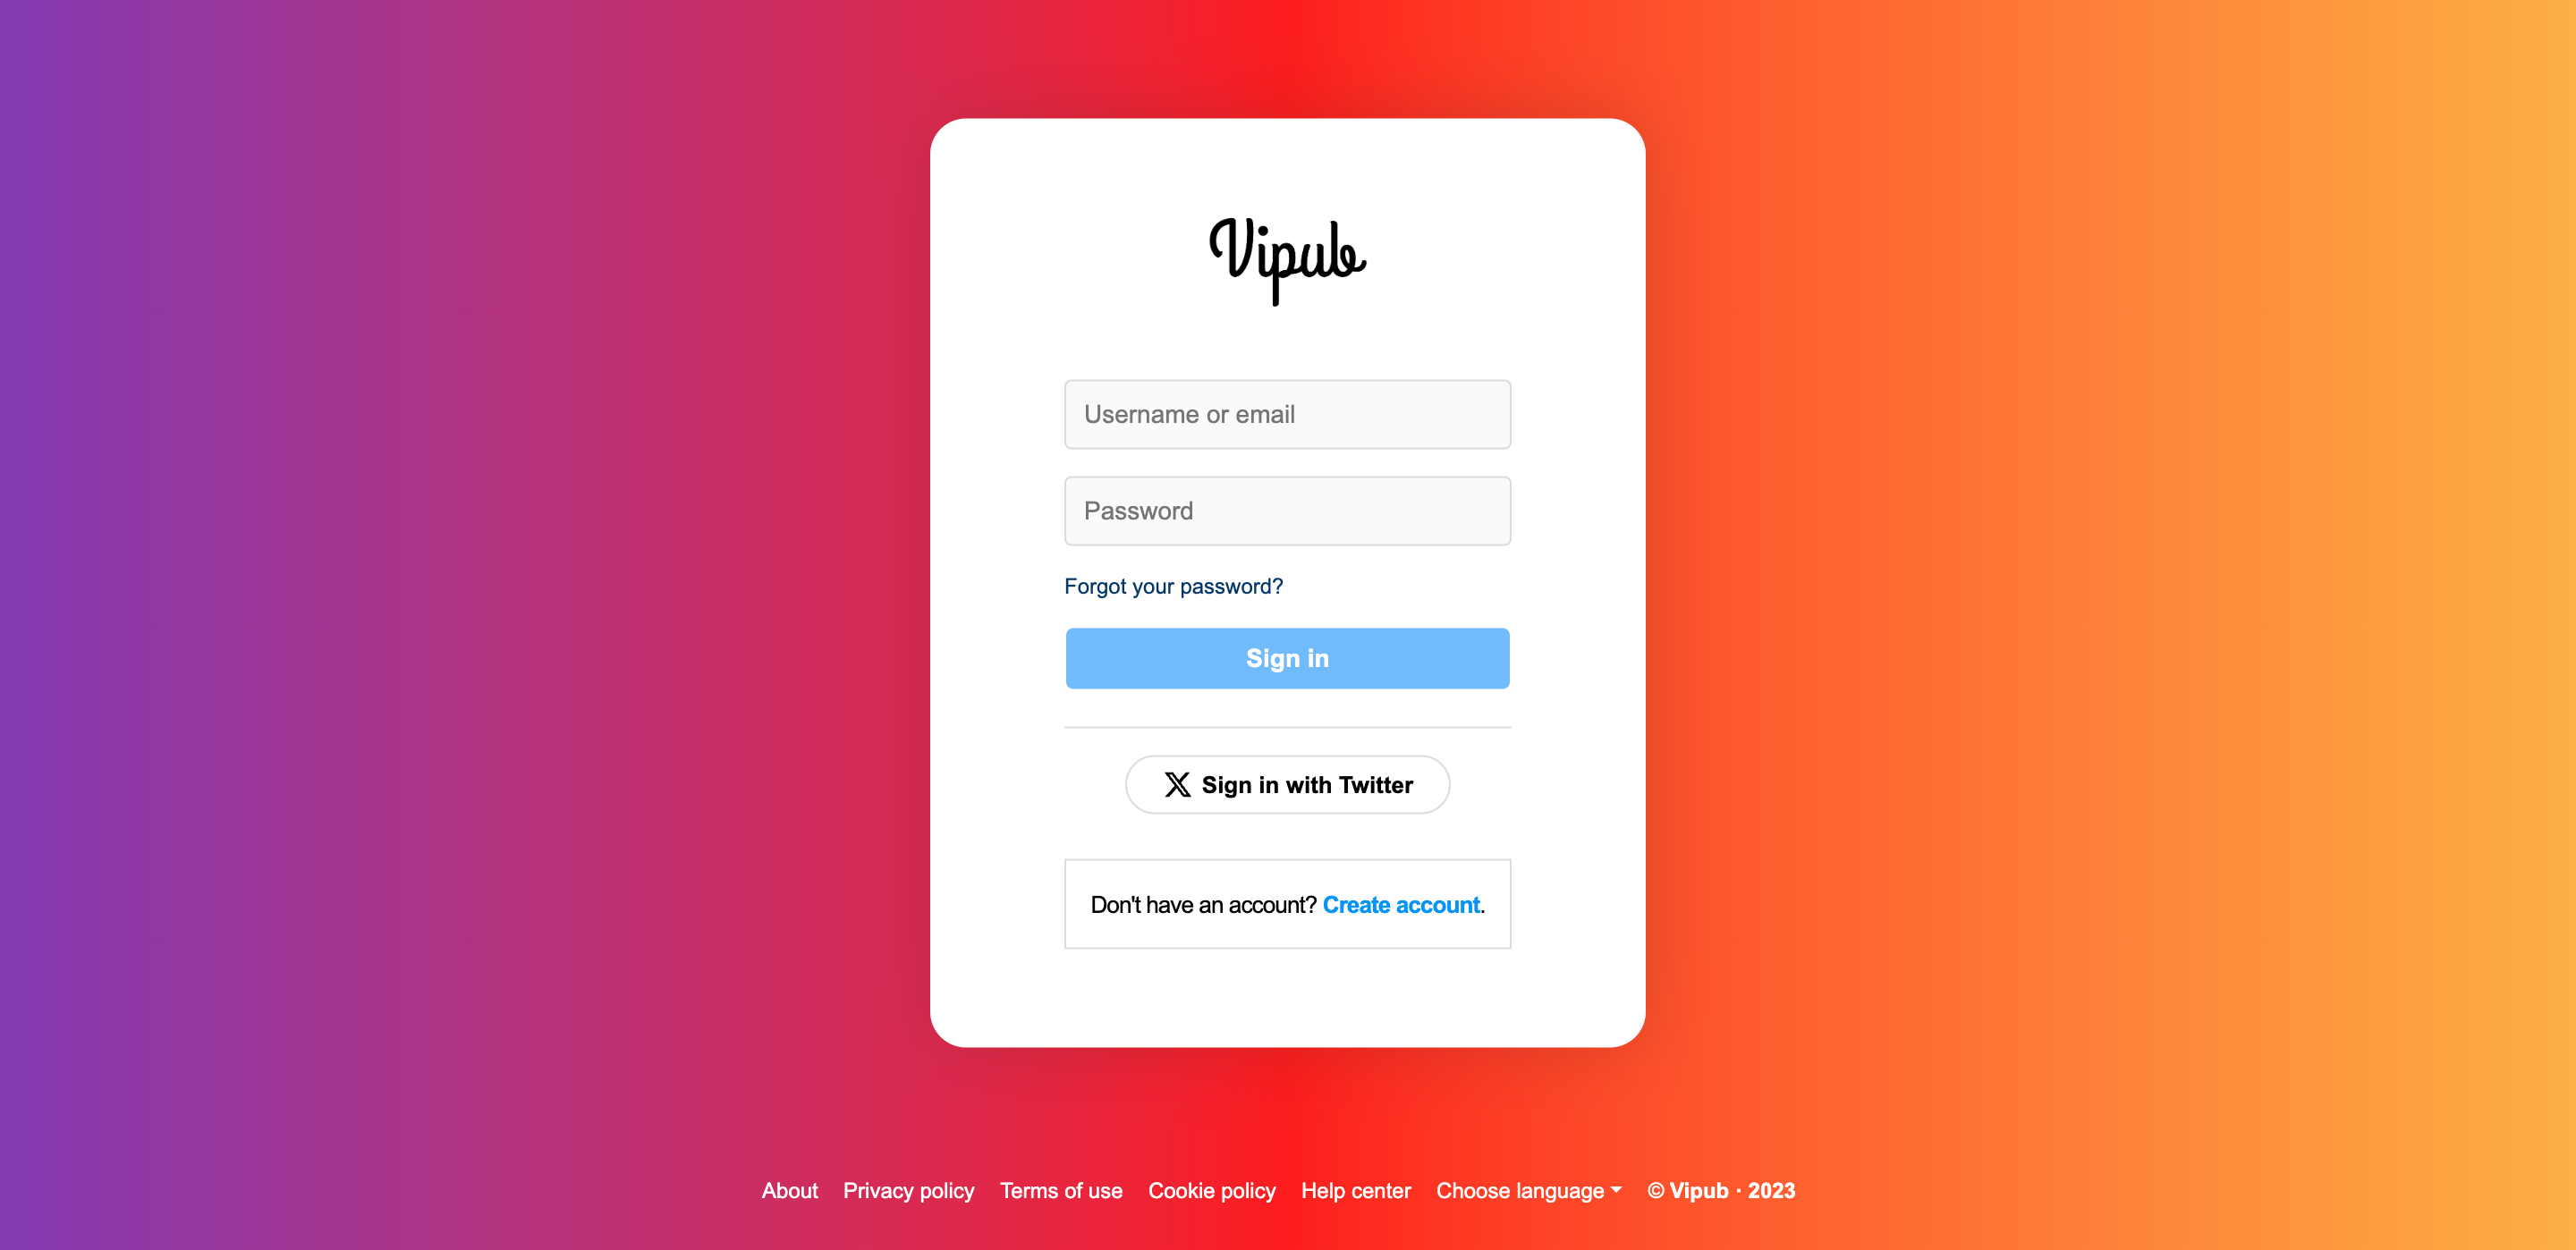 Vipub
Username or email
Password
Forgot your password?
Sign in
Sign in with Twitter
Don't have an account? Create account.
About Privacy policy Terms of use Cookie policy Help center Choose language © Vipub · 2023